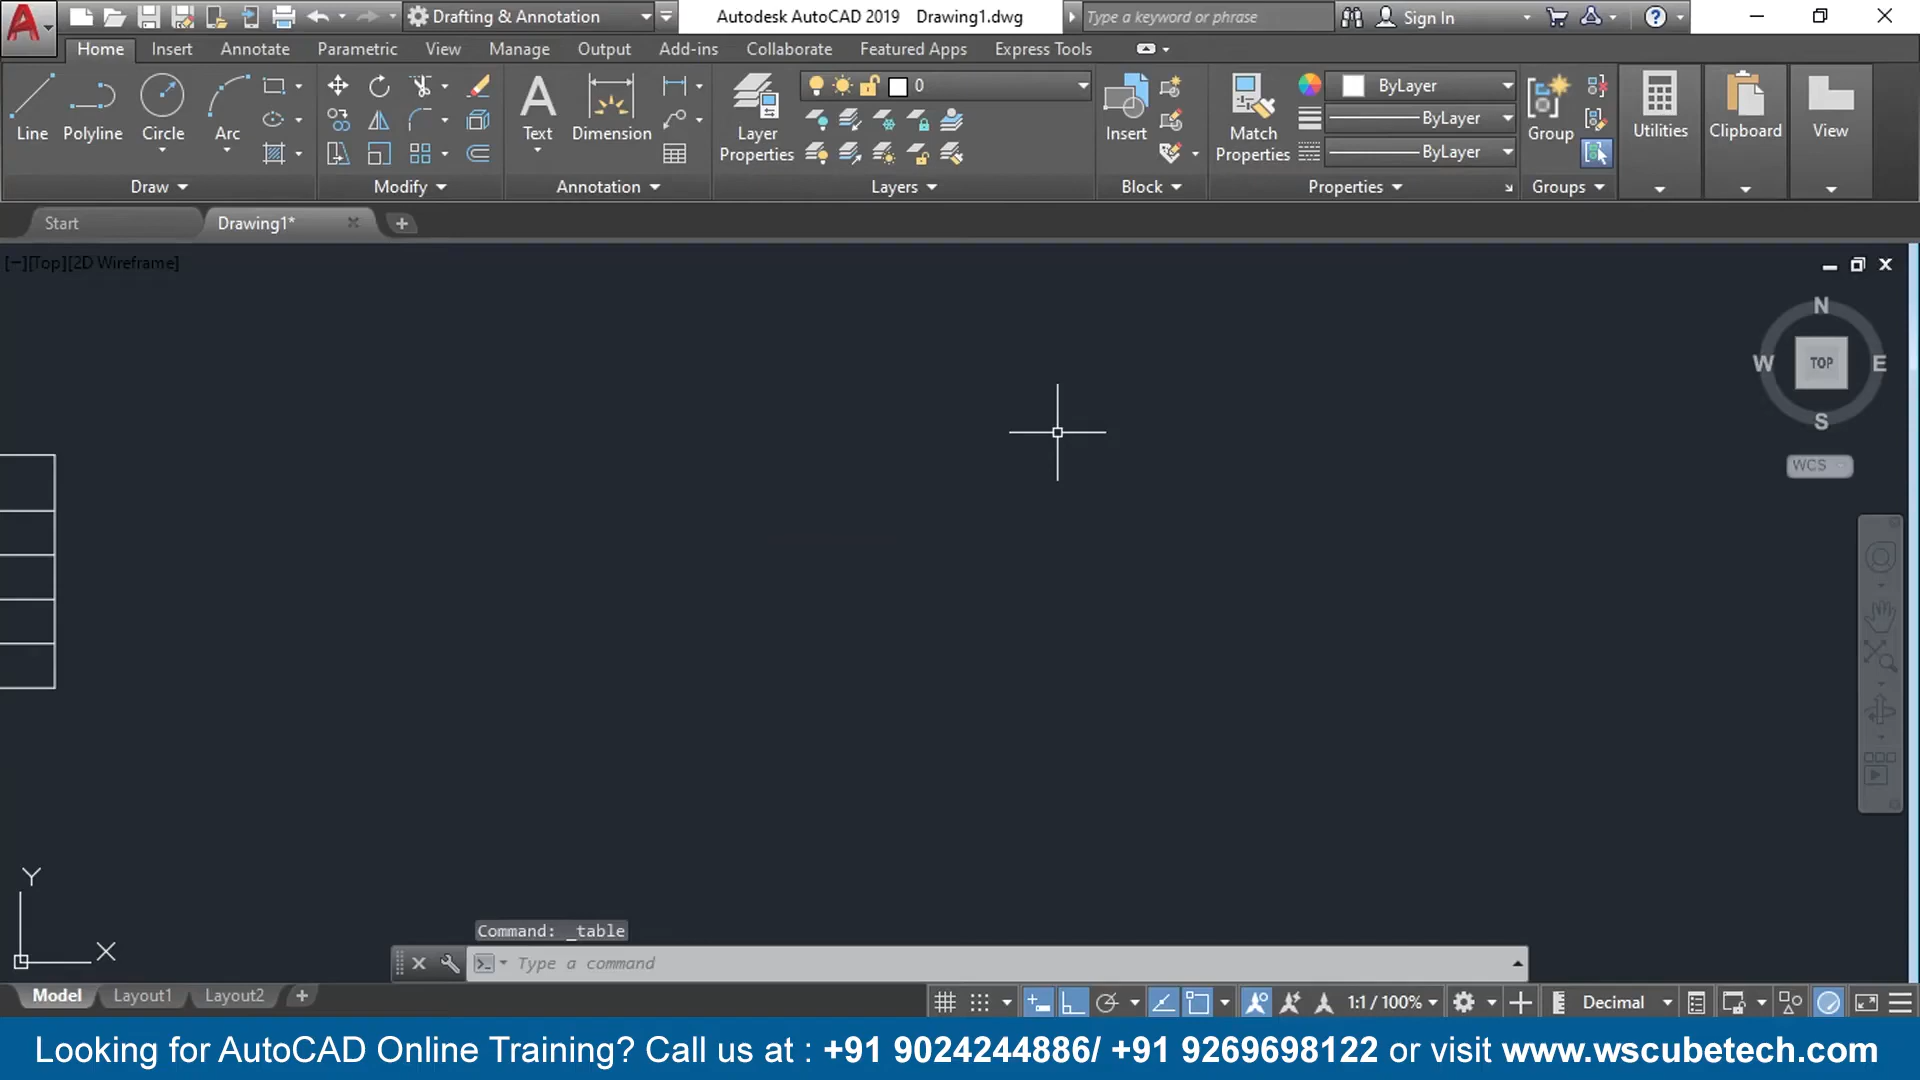 Drafting & Annotation
Autodesk AutoCAD 2019 Drawing1.dwg
Type a keyword or phrase
Sign In
Home Insert Annotate Parametric View Manage Output Add-ins Collaborate Featured Apps Express Tools
Line Polyline Circle Arc
Text Dimension
Layer Properties
0
Insert
Match Properties
ByLayer
ByLayer
ByLayer
Group
Utilities
Clipboard
View
Draw Modify Annotation Layers Block Properties Groups
Start Drawing1*
[−][Top][2D Wireframe]
N
W TOP E
S
WCS
Y
X
Command: _table
Type a command
Model Layout1 Layout2
1:1 / 100%
Decimal
Looking for AutoCAD Online Training? Call us at : +91 9024244886/ +91 9269698122 or visit www.wscubetech.com